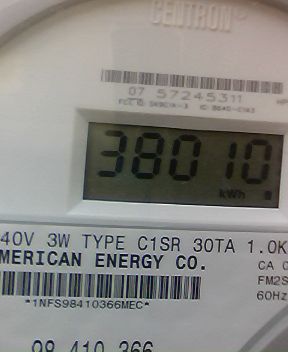 CENTRON
07 57245311
38010
kWh
40V 3W TYPE C1SR 30TA 1.0K
MERICAN ENERGY CO.
CA 0
FM2S
60Hz
*1NFS98410366MEC*
98 410 366